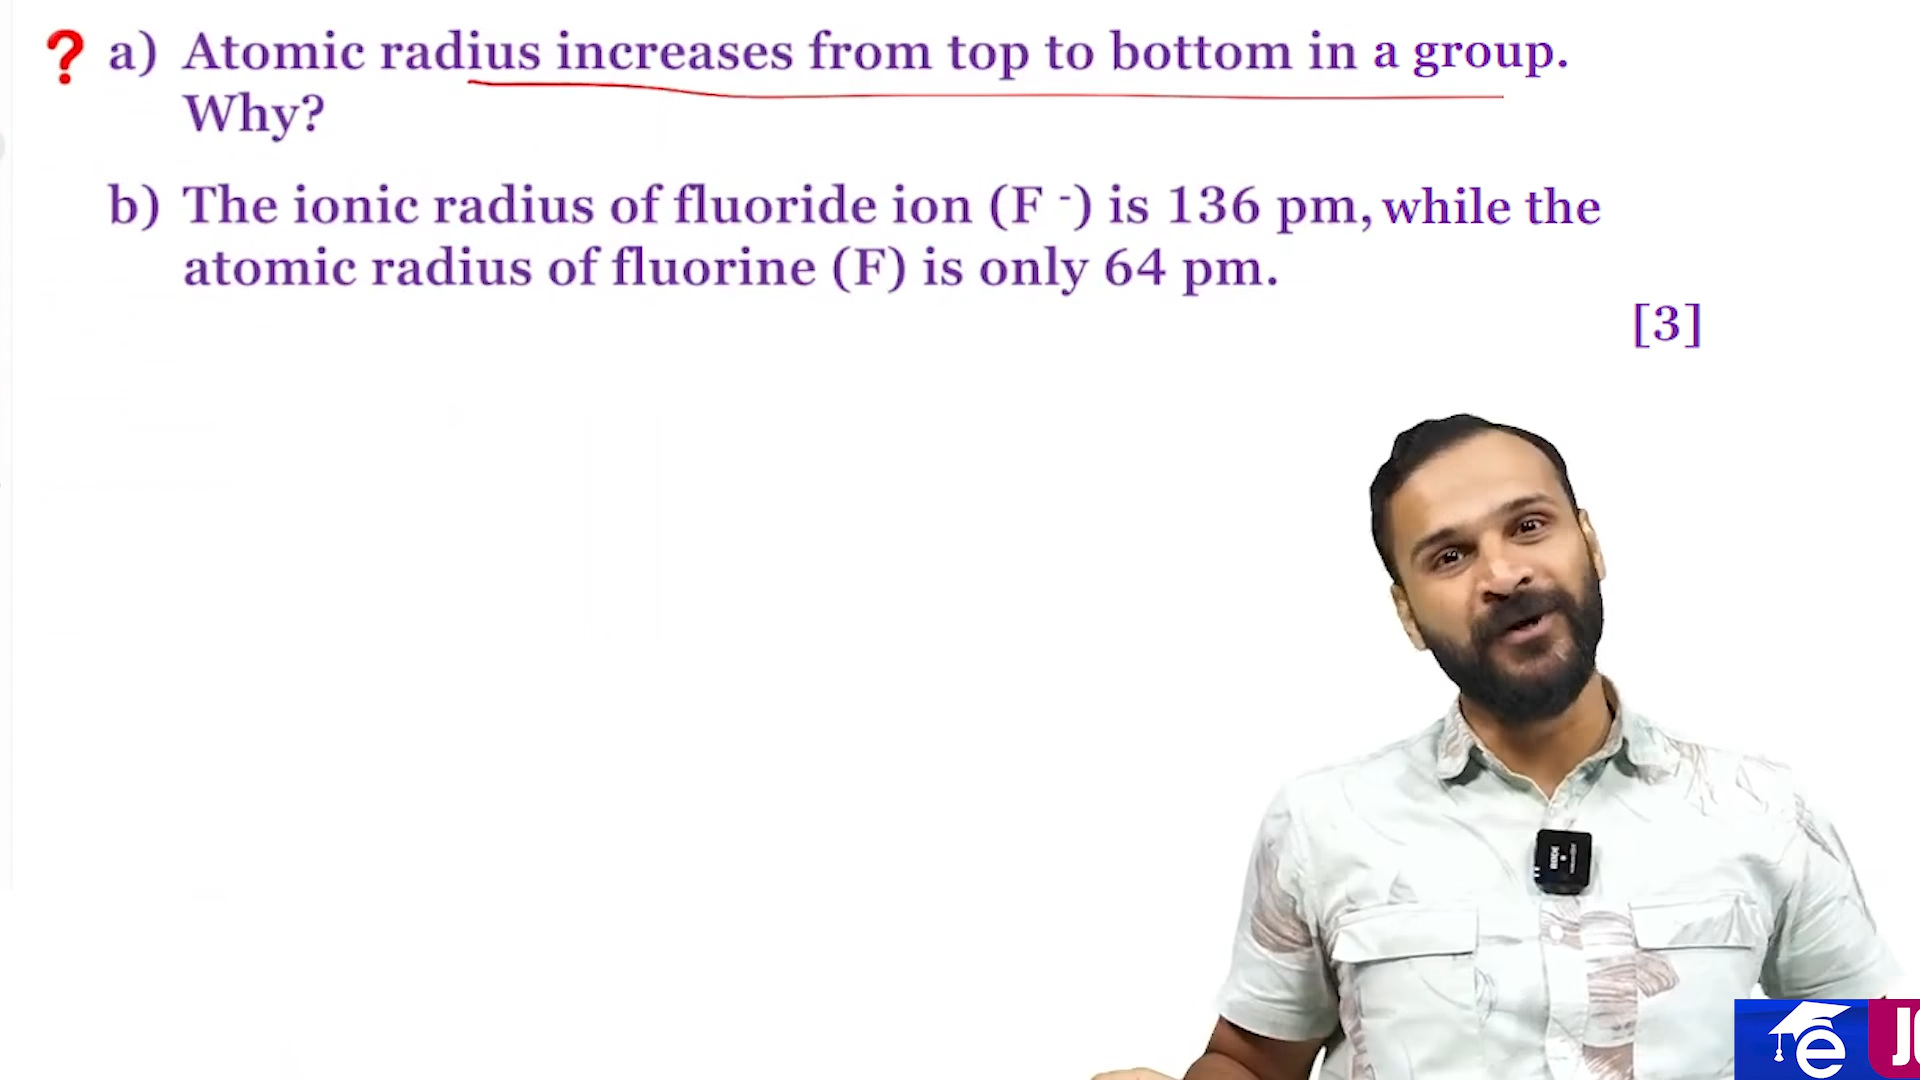 ? a) Atomic radius increases from top to bottom in a group.
Why?
b) The ionic radius of fluoride ion (F -) is 136 pm, while the
atomic radius of fluorine (F) is only 64 pm.
[3]
RODE
e